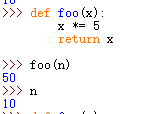 >>> def foo(x):
        x *= 5
        return x

>>> foo(n)
50
>>> n
10